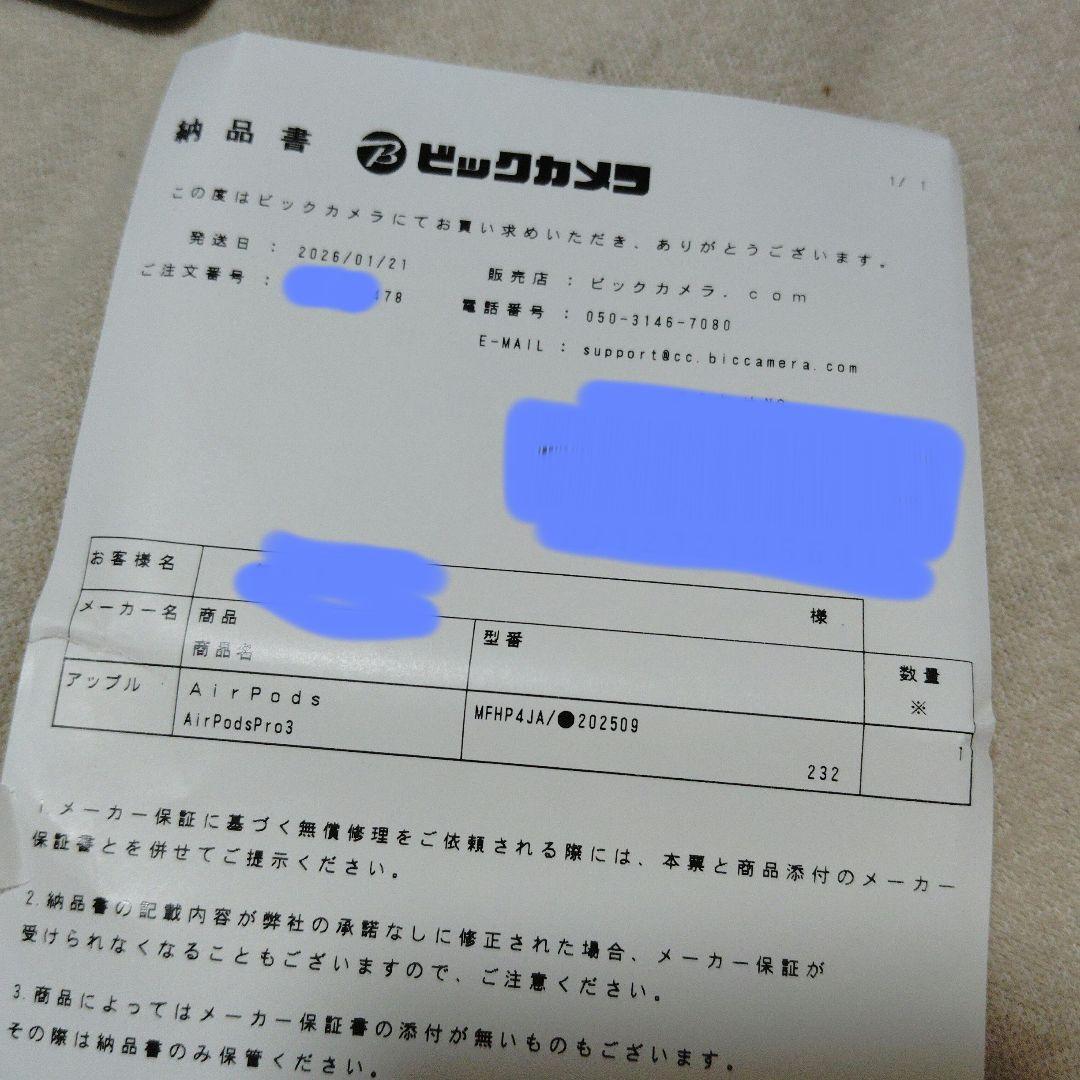 納品書 ビックカメラ
1/ 1
この度はビックカメラにてお買い求めいただき、ありがとうございます。
発送日 : 2026/01/21
ご注文番号 : 78
販売店 : ビックカメラ.com
電話番号 : 050-3146-7080
E-MAIL : support@cc.biccamera.com
お客様名 様
メーカー名 商品 型番 数量
商品名 ※
アップル AirPods MFHP4JA/●202509 1
AirPodsPro3 232
1.メーカー保証に基づく無償修理をご依頼される際には、本票と商品添付のメーカー
保証書とを併せてご提示ください。
2.納品書の記載内容が弊社の承諾なしに修正された場合、メーカー保証が
受けられなくなることもございますので、ご注意ください。
3.商品によってはメーカー保証書の添付が無いものもございます。
その際は納品書のみ保管ください。